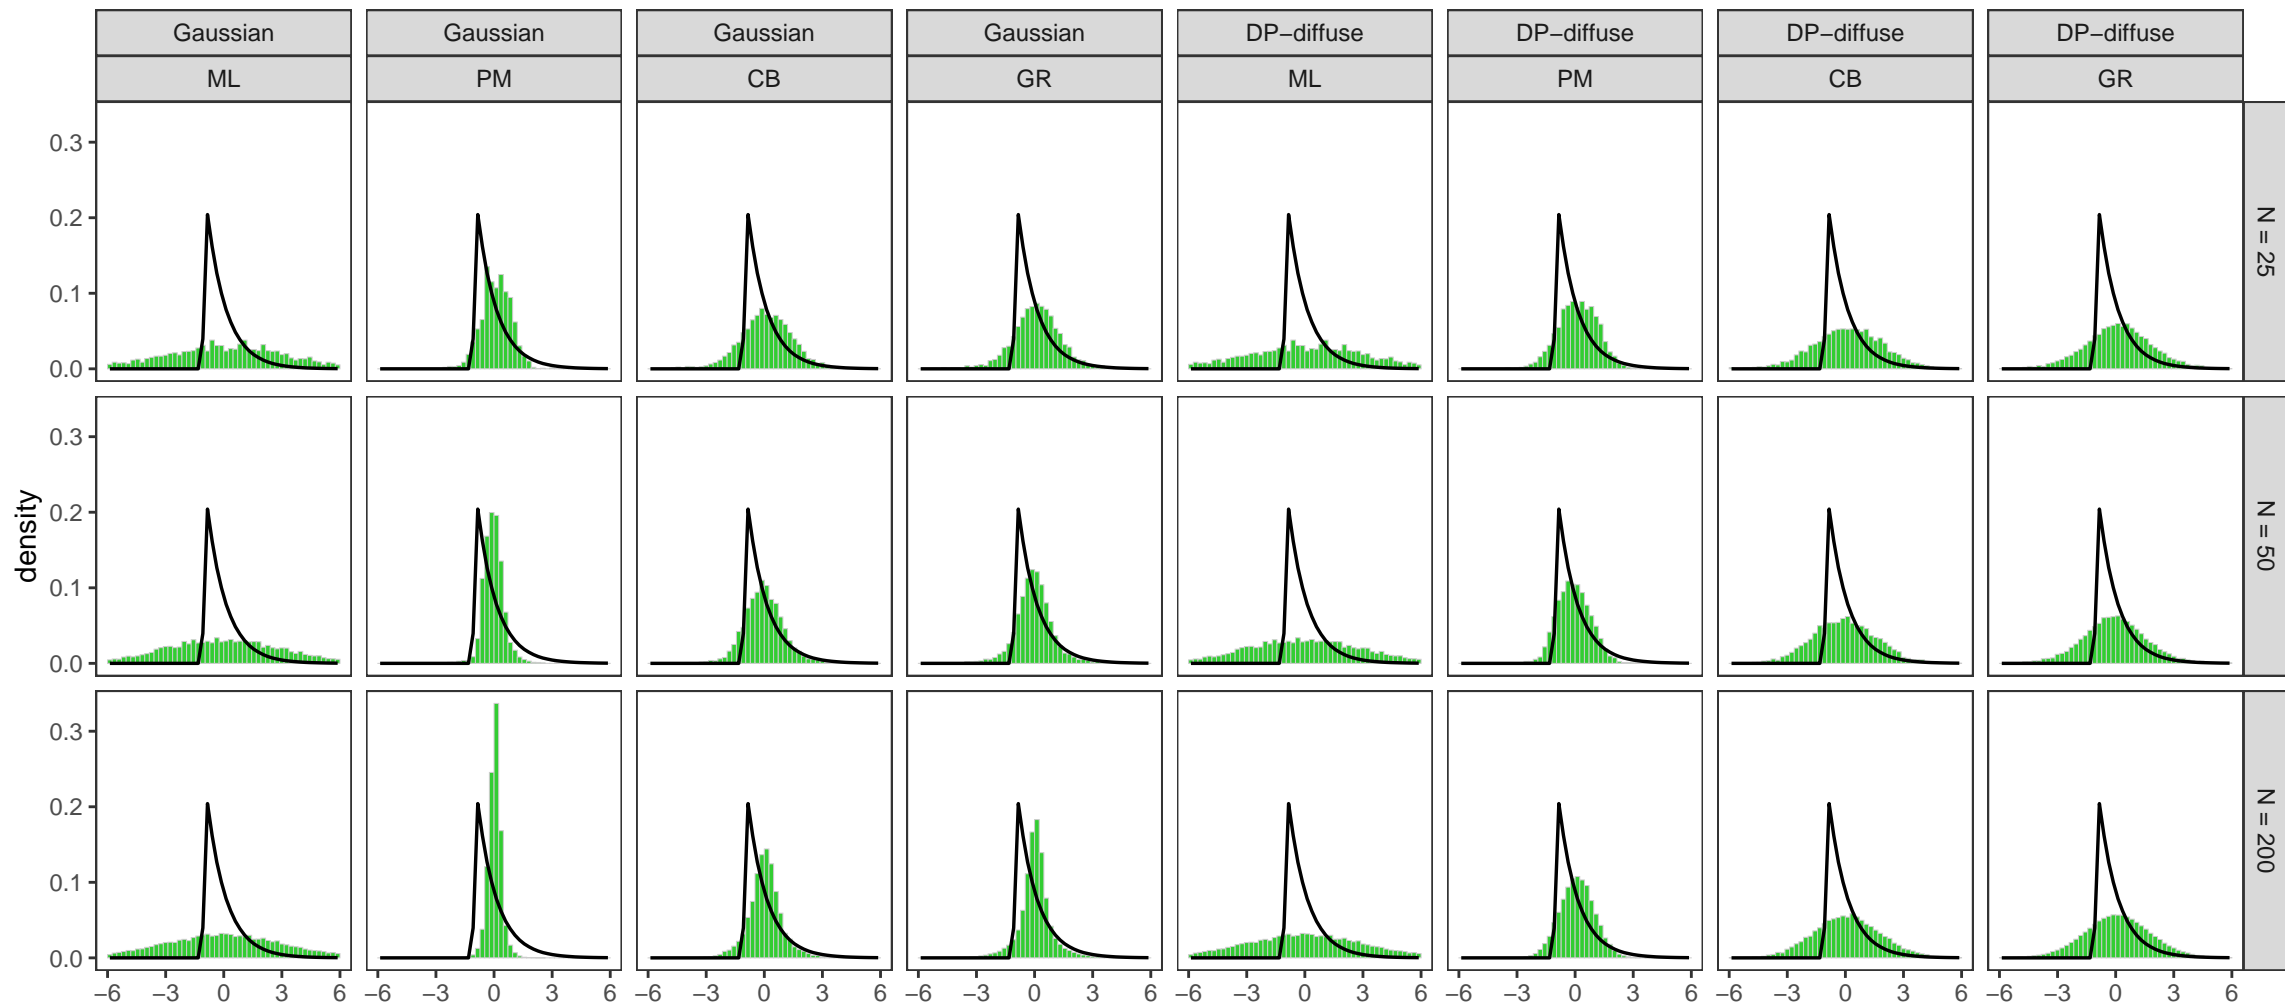 Gaussian Gaussian Gaussian Gaussian DP−diffuse DP−diffuse DP−diffuse DP−diffuse
ML PM CB GR ML PM CB GR
0.3
0.2
0.1
0.0
N = 25
0.3
0.2
0.1
0.0
N = 50
density
0.3
0.2
0.1
0.0
N = 200
−6 −3 0 3 6 −6 −3 0 3 6 −6 −3 0 3 6 −6 −3 0 3 6 −6 −3 0 3 6 −6 −3 0 3 6 −6 −3 0 3 6 −6 −3 0 3 6